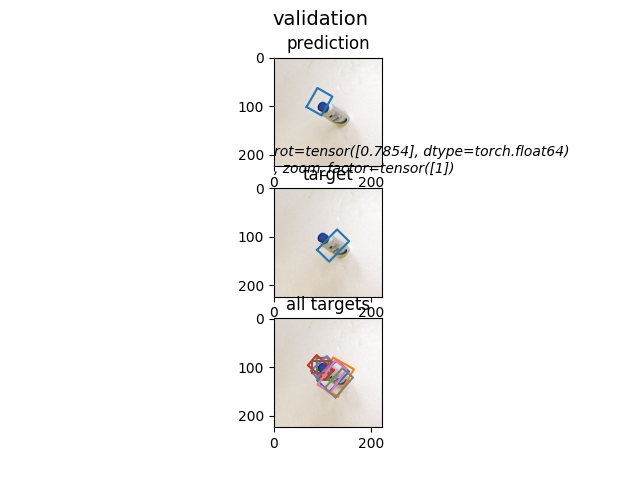 validation
prediction
0
100
200
0
200
rot=tensor([0.7854], dtype=torch.float64)
, zoom_factor=tensor([1])
target
0
100
200
0
200
all targets
0
100
200
0
200